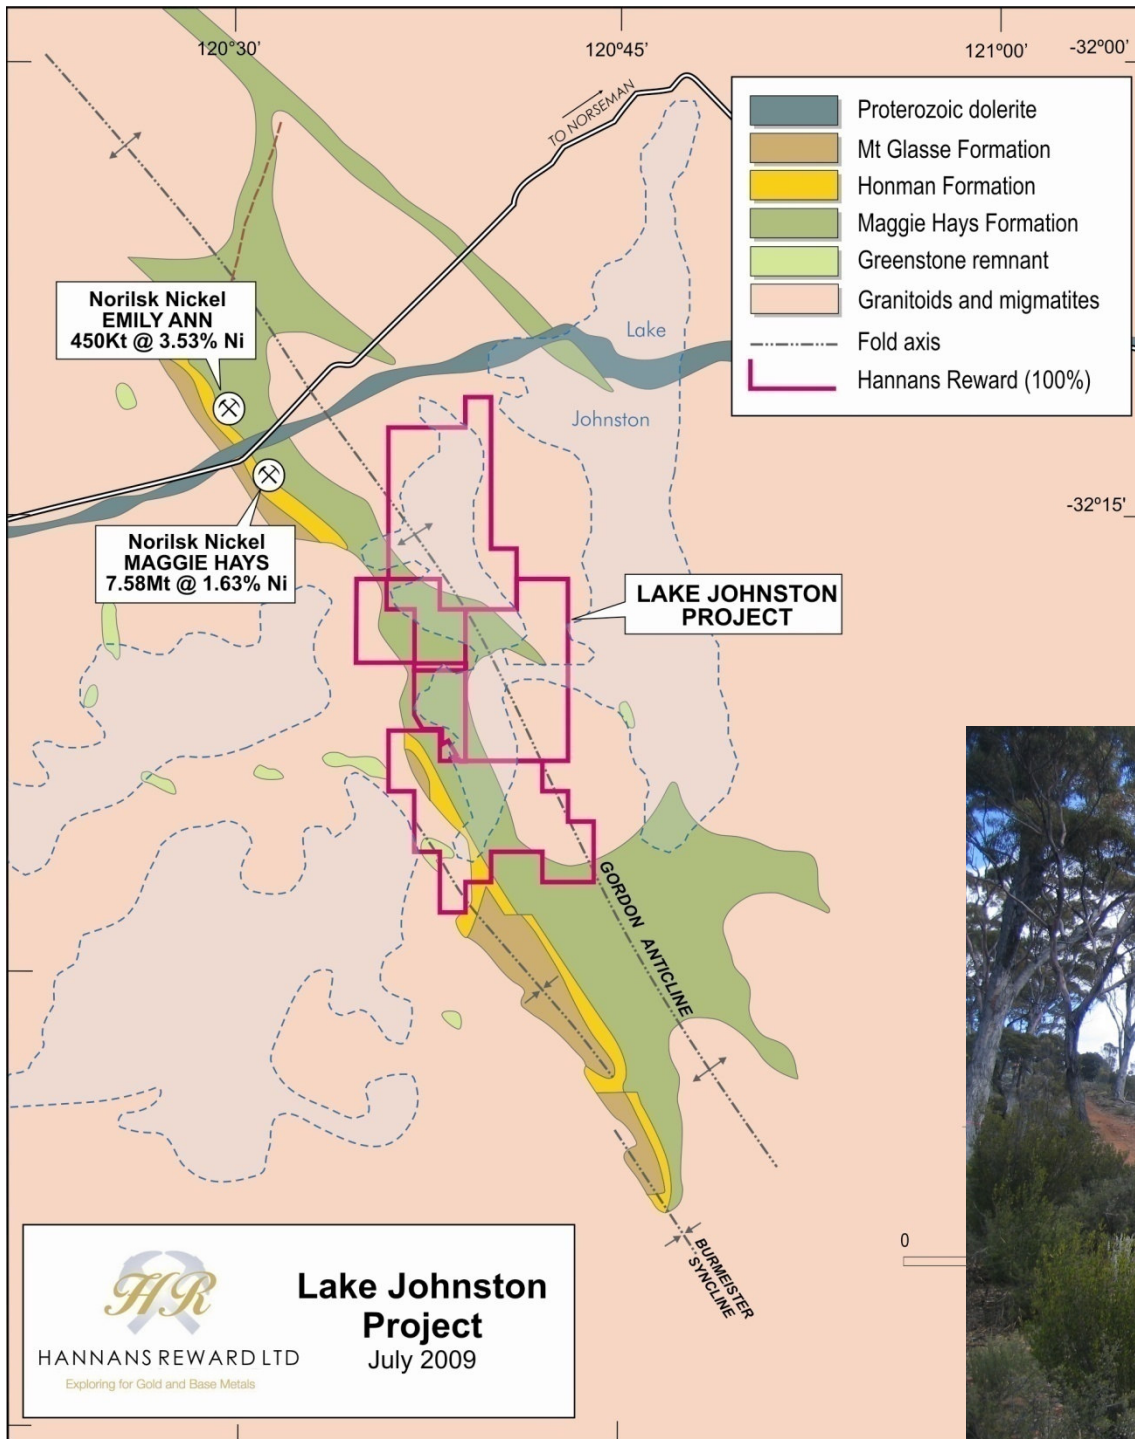 120°30'
120°45'
121°00'
-32°00'
TO NORSEMAN
Proterozoic dolerite
Mt Glasse Formation
Honman Formation
Maggie Hays Formation
Greenstone remnant
Granitoids and migmatites
Fold axis
Hannans Reward (100%)
Norilsk Nickel
EMILY ANN
450Kt @ 3.53% Ni
Lake
Johnston
-32°15'
Norilsk Nickel
MAGGIE HAYS
7.58Mt @ 1.63% Ni
LAKE JOHNSTON
PROJECT
GORDON ANTICLINE
BURMEISTER
SYNCLINE
0
HR
HANNANS REWARD LTD
Exploring for Gold and Base Metals
Lake Johnston
Project
July 2009